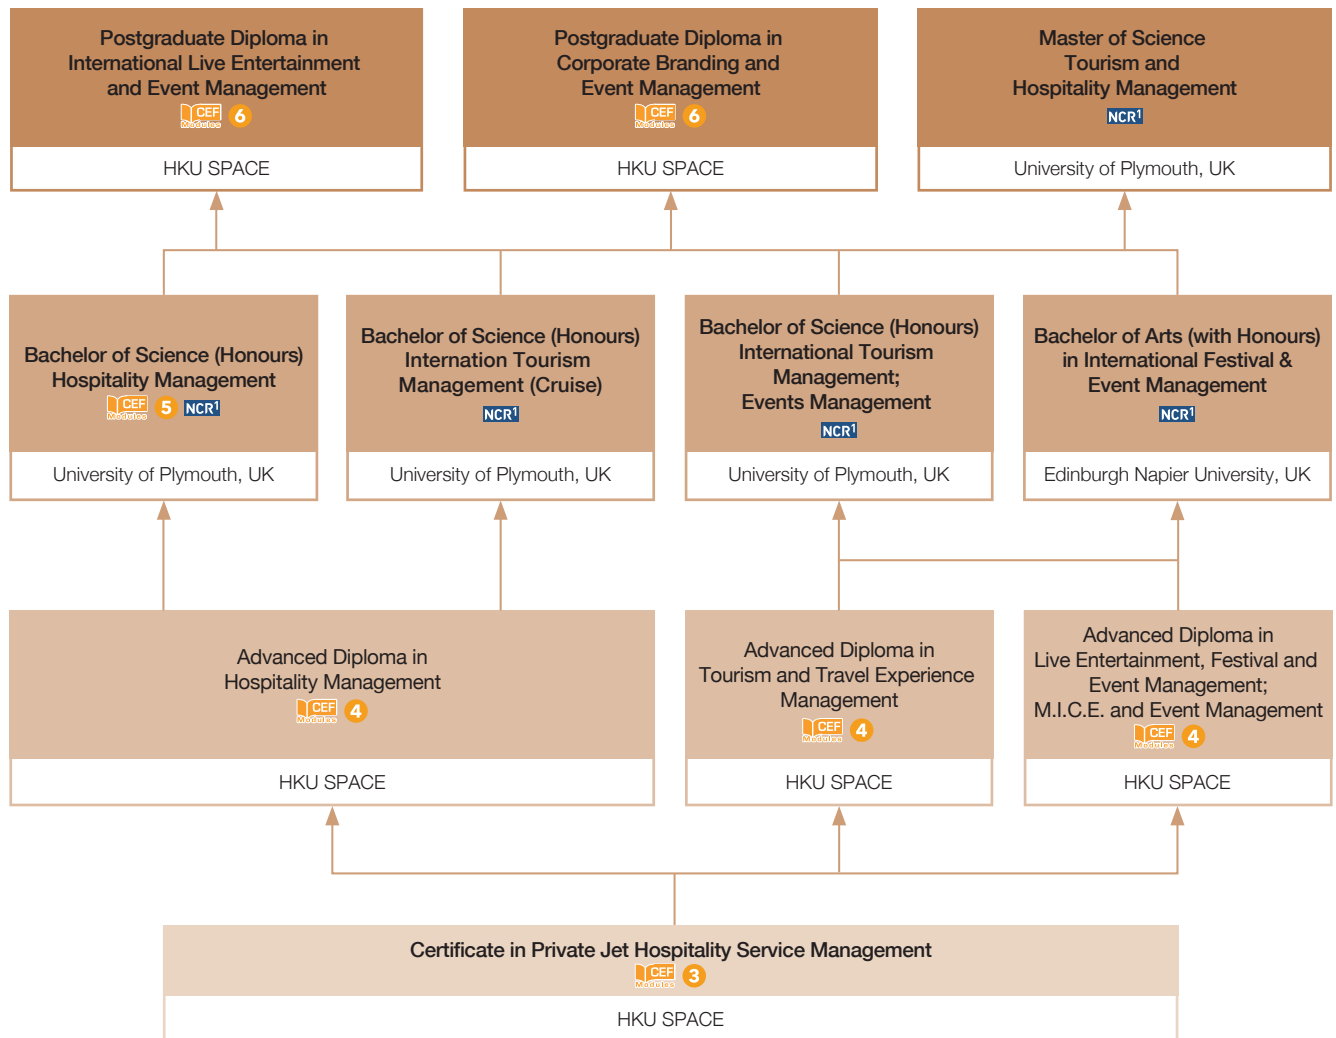 Postgraduate Diploma in
International Live Entertainment
and Event Management
CEF
Modules
6
HKU SPACE
Postgraduate Diploma in
Corporate Branding and
Event Management
CEF
Modules
6
HKU SPACE
Master of Science
Tourism and
Hospitality Management
NCR1
University of Plymouth, UK
Bachelor of Science (Honours)
Hospitality Management
CEF
Modules
5
NCR1
University of Plymouth, UK
Bachelor of Science (Honours)
Internation Tourism
Management (Cruise)
NCR1
University of Plymouth, UK
Bachelor of Science (Honours)
International Tourism
Management;
Events Management
NCR1
University of Plymouth, UK
Bachelor of Arts (with Honours)
in International Festival &
Event Management
NCR1
Edinburgh Napier University, UK
Advanced Diploma in
Hospitality Management
CEF
Modules
4
HKU SPACE
Advanced Diploma in
Tourism and Travel Experience
Management
CEF
Modules
4
HKU SPACE
Advanced Diploma in
Live Entertainment, Festival and
Event Management;
M.I.C.E. and Event Management
CEF
Modules
4
HKU SPACE
Certificate in Private Jet Hospitality Service Management
CEF
Modules
3
HKU SPACE